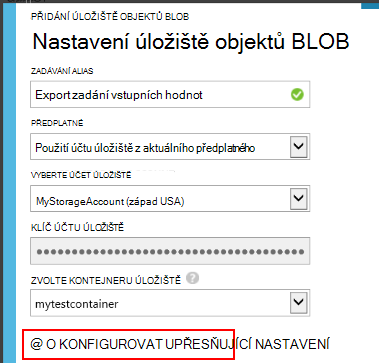 PŘIDÁNÍ ÚLOŽIŠTĚ OBJEKTŮ BLOB
Nastavení úložiště objektů BLOB
ZADÁVÁNÍ ALIAS
Export zadání vstupních hodnot
PŘEDPLATNÉ
Použití účtu úložiště z aktuálního předplatného
VYBERTE ÚČET ÚLOŽIŠTĚ
MyStorageAccount (západ USA)
KLÍČ ÚČTU ÚLOŽIŠTĚ
ZVOLTE KONTEJNERU ÚLOŽIŠTĚ ?
mytestcontainer
@ O KONFIGUROVAT UPŘESŇUJÍCÍ NASTAVENÍ